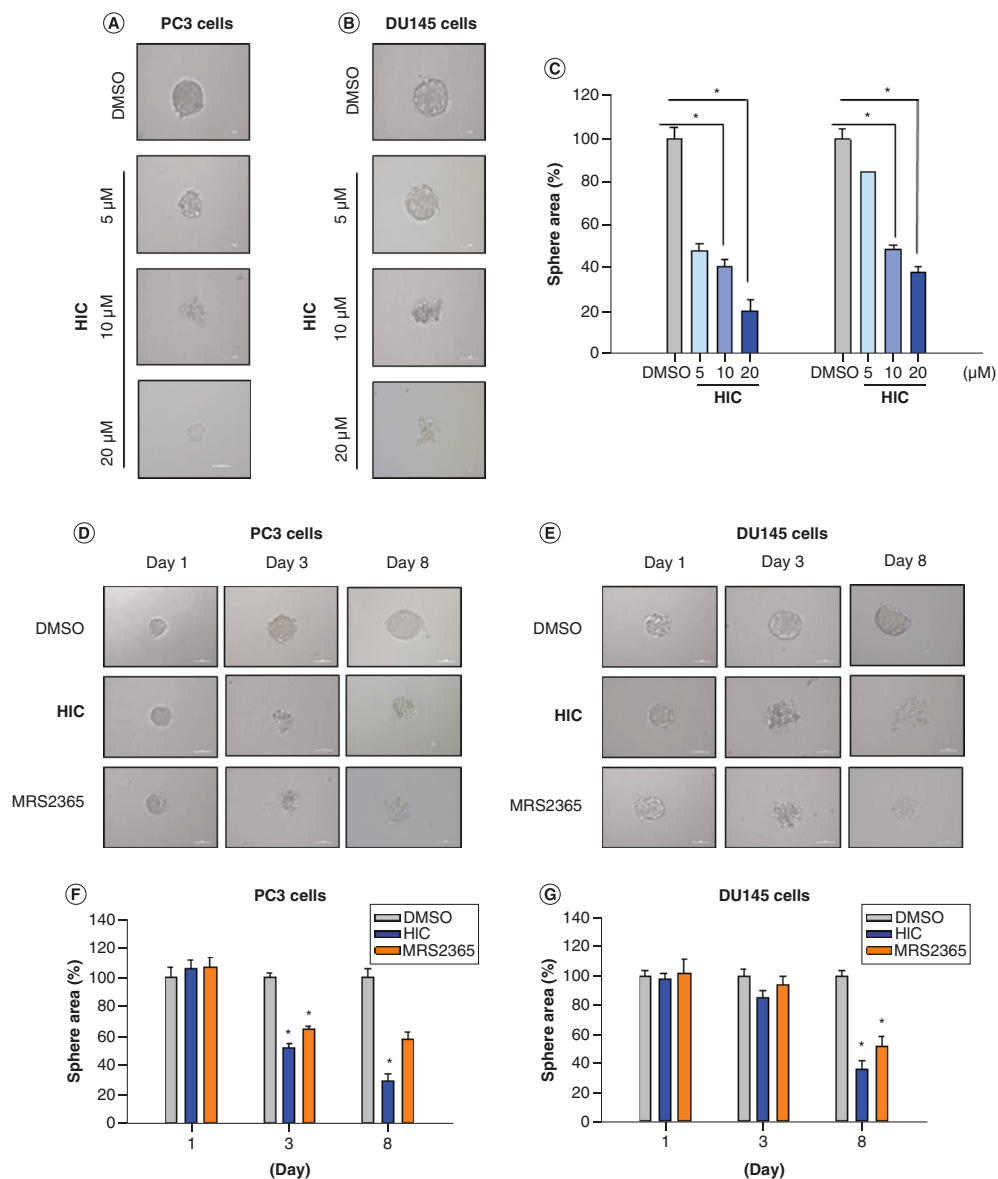 A PC3 cells
DMSO
5 µM
10 µM
20 µM
HIC
B DU145 cells
DMSO
5 µM
10 µM
20 µM
HIC
C
Sphere area (%)
120
100
80
60
40
20
0
* *
* *
DMSO 5 10 20 DMSO 5 10 20 (µM)
HIC HIC
D PC3 cells
Day 1 Day 3 Day 8
DMSO
HIC
MRS2365
E DU145 cells
Day 1 Day 3 Day 8
DMSO
HIC
MRS2365
F PC3 cells
DMSO
HIC
MRS2365
Sphere area (%)
140
120
100
80
60
40
20
0
* * *
1 3 8
(Day)
G DU145 cells
DMSO
HIC
MRS2365
Sphere area (%)
140
120
100
80
60
40
20
0
* *
1 3 8
(Day)